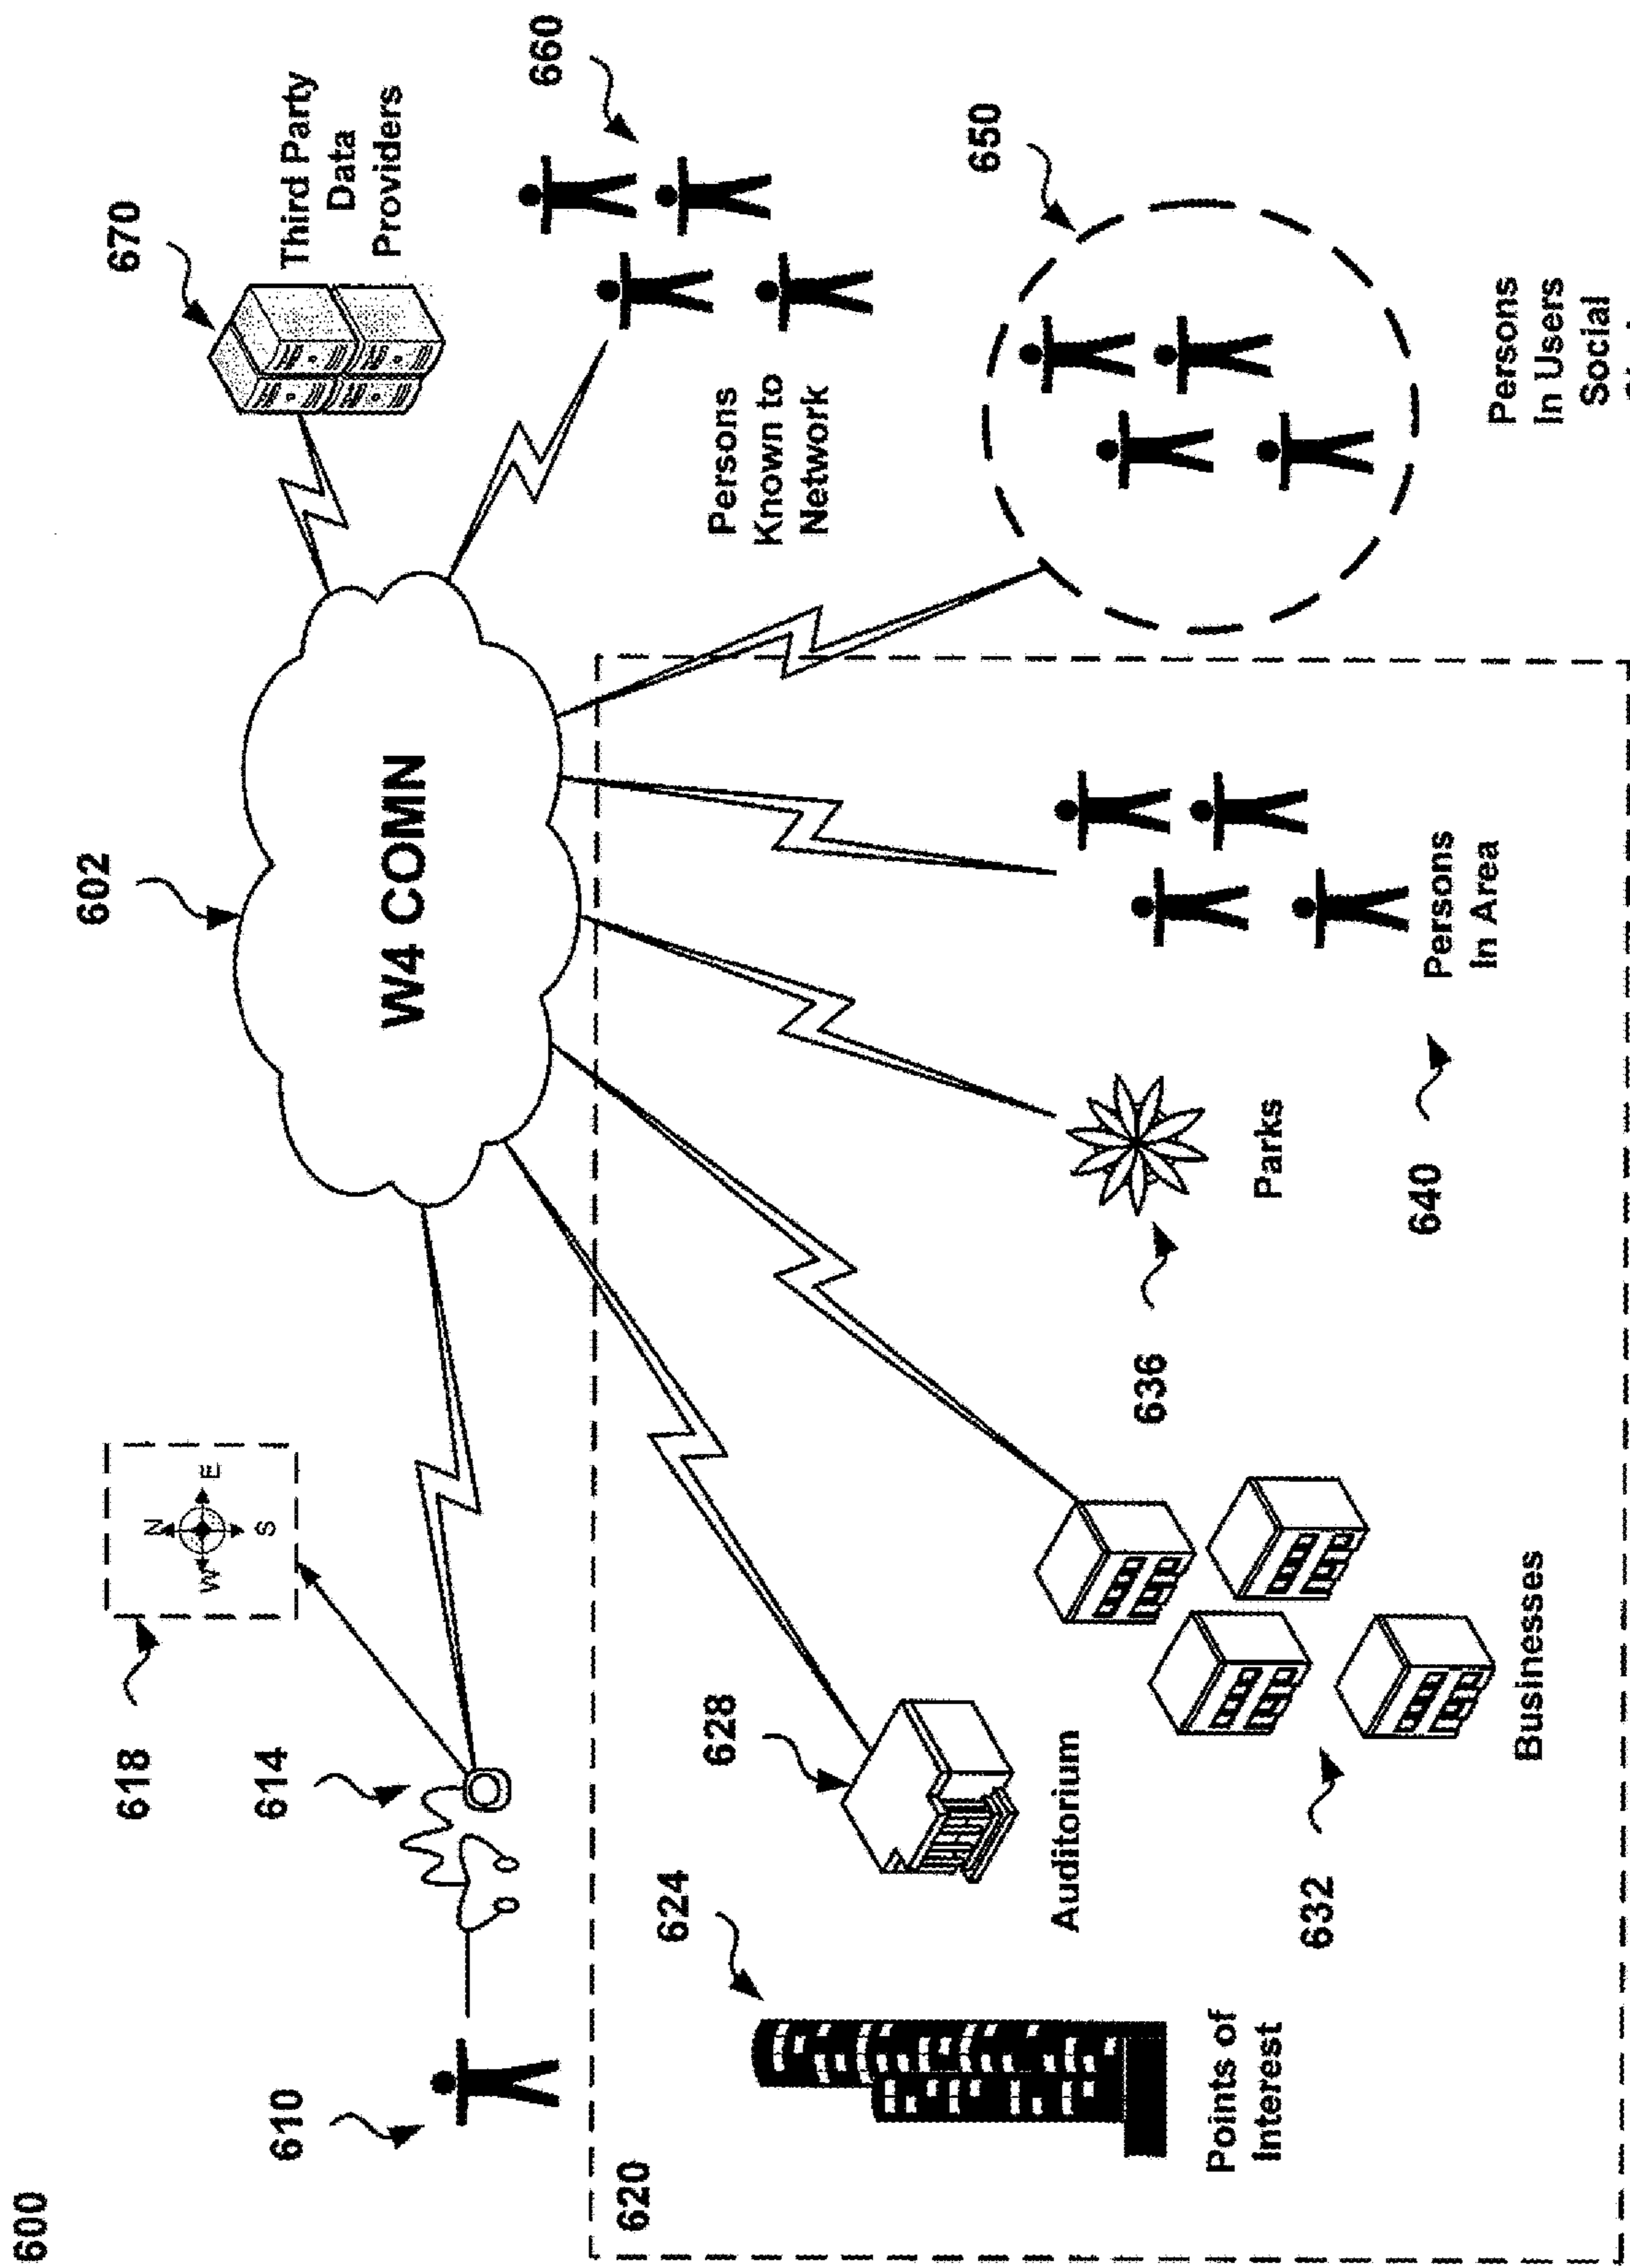 600
602
W4 COMN
670
Third Party
Data
Providers
660
Persons
Known to
Network
650
Persons
In Users
Social
618
N
W
E
S
614
610
620
624
Points of
Interest
628
Auditorium
632
Businesses
636
Parks
640
Persons
In Area